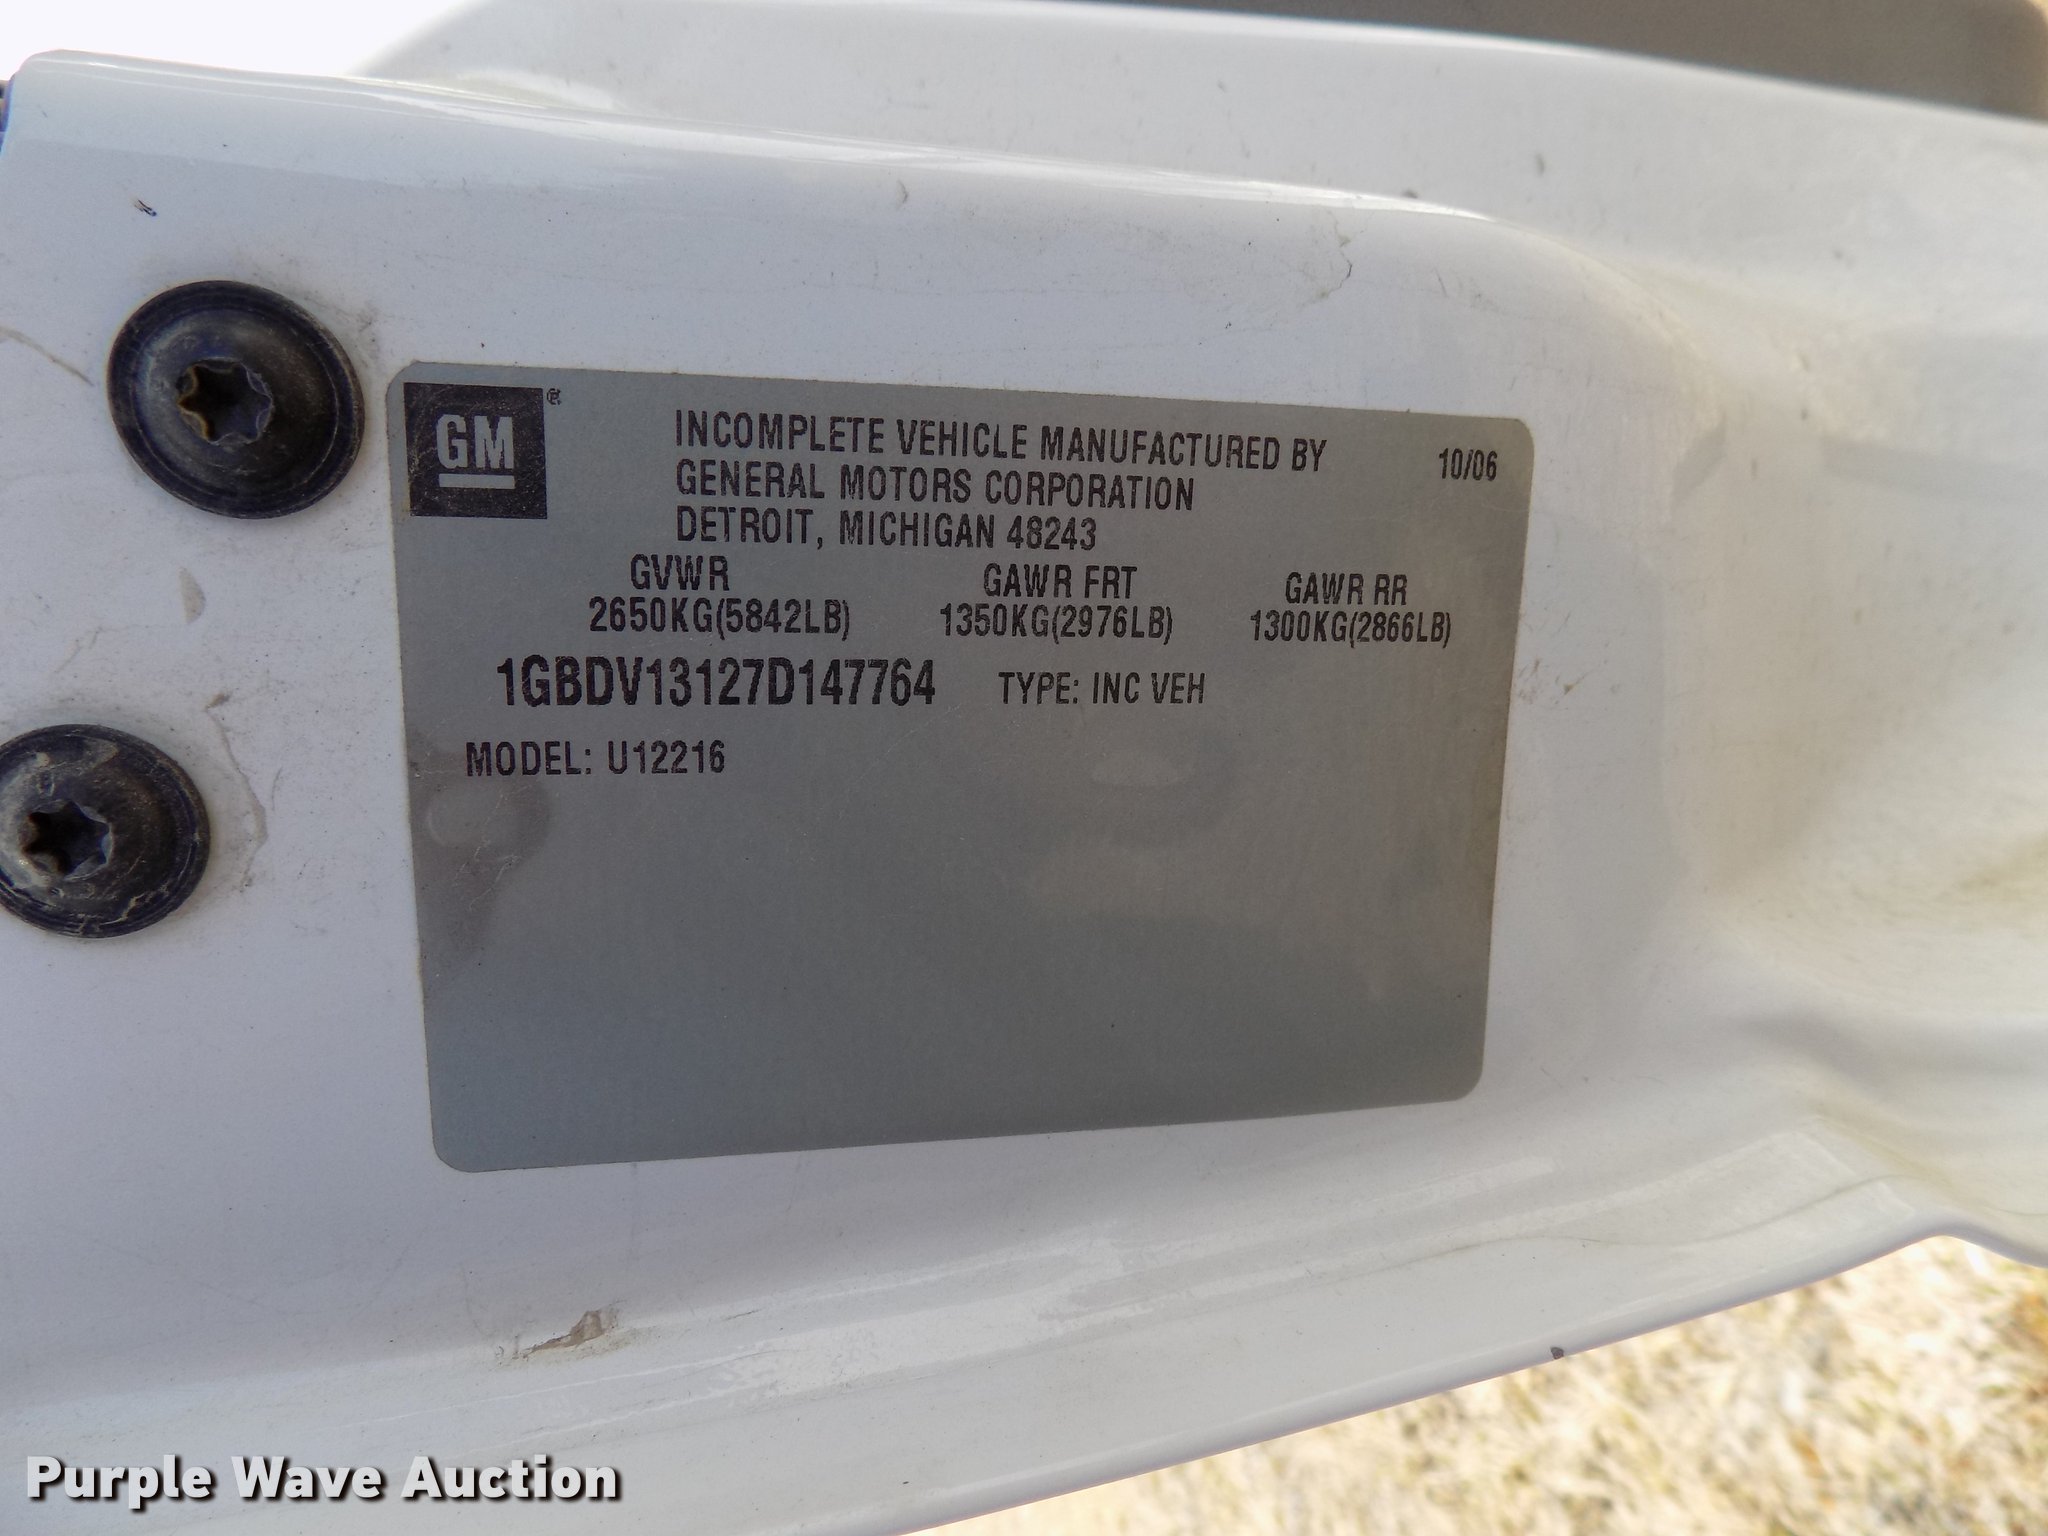 GM ®
INCOMPLETE VEHICLE MANUFACTURED BY
10/06
GENERAL MOTORS CORPORATION
DETROIT, MICHIGAN 48243
GVWR GAWR FRT GAWR RR
2650KG(5842LB) 1350KG(2976LB) 1300KG(2866LB)
1GBDV13127D147764 TYPE: INC VEH
MODEL: U12216
Purple Wave Auction